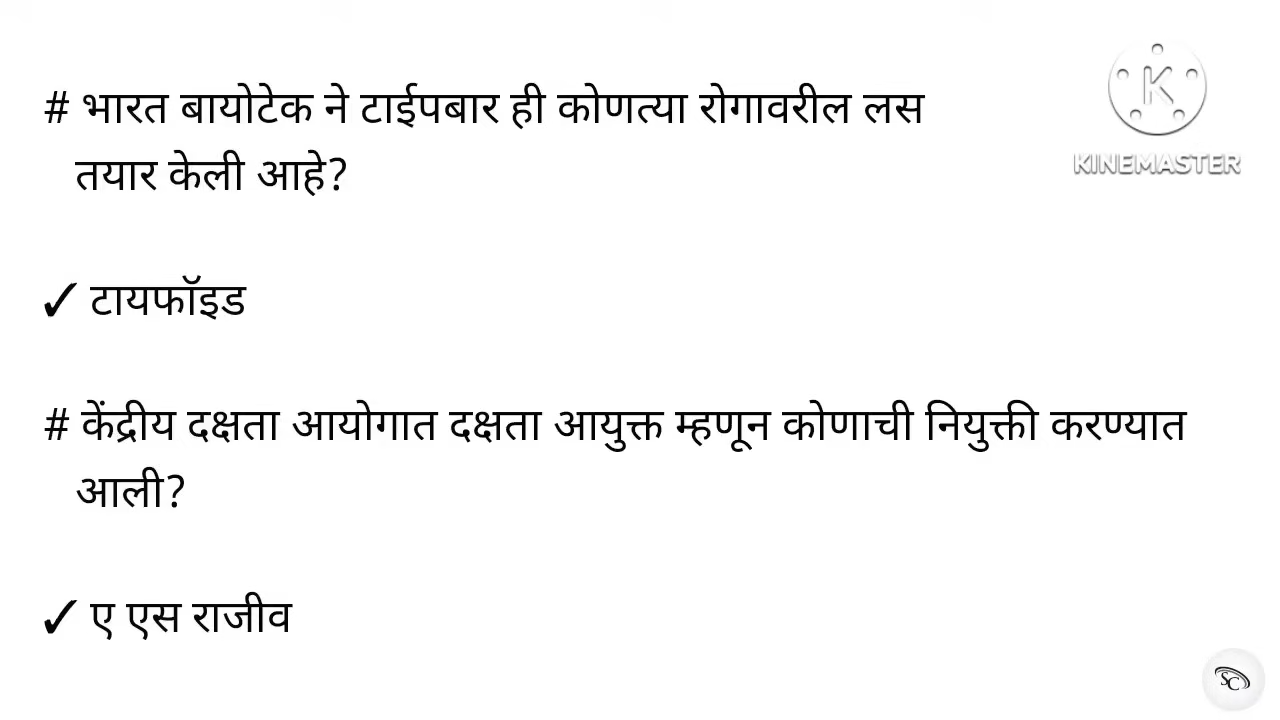 # भारत बायोटेक ने टाईपबार ही कोणत्या रोगावरील लस
तयार केली आहे?
✓ टायफॉइड
# केंद्रीय दक्षता आयोगात दक्षता आयुक्त म्हणून कोणाची नियुक्ती करण्यात
आली?
✓ ए एस राजीव
K
KINEMASTER
SC